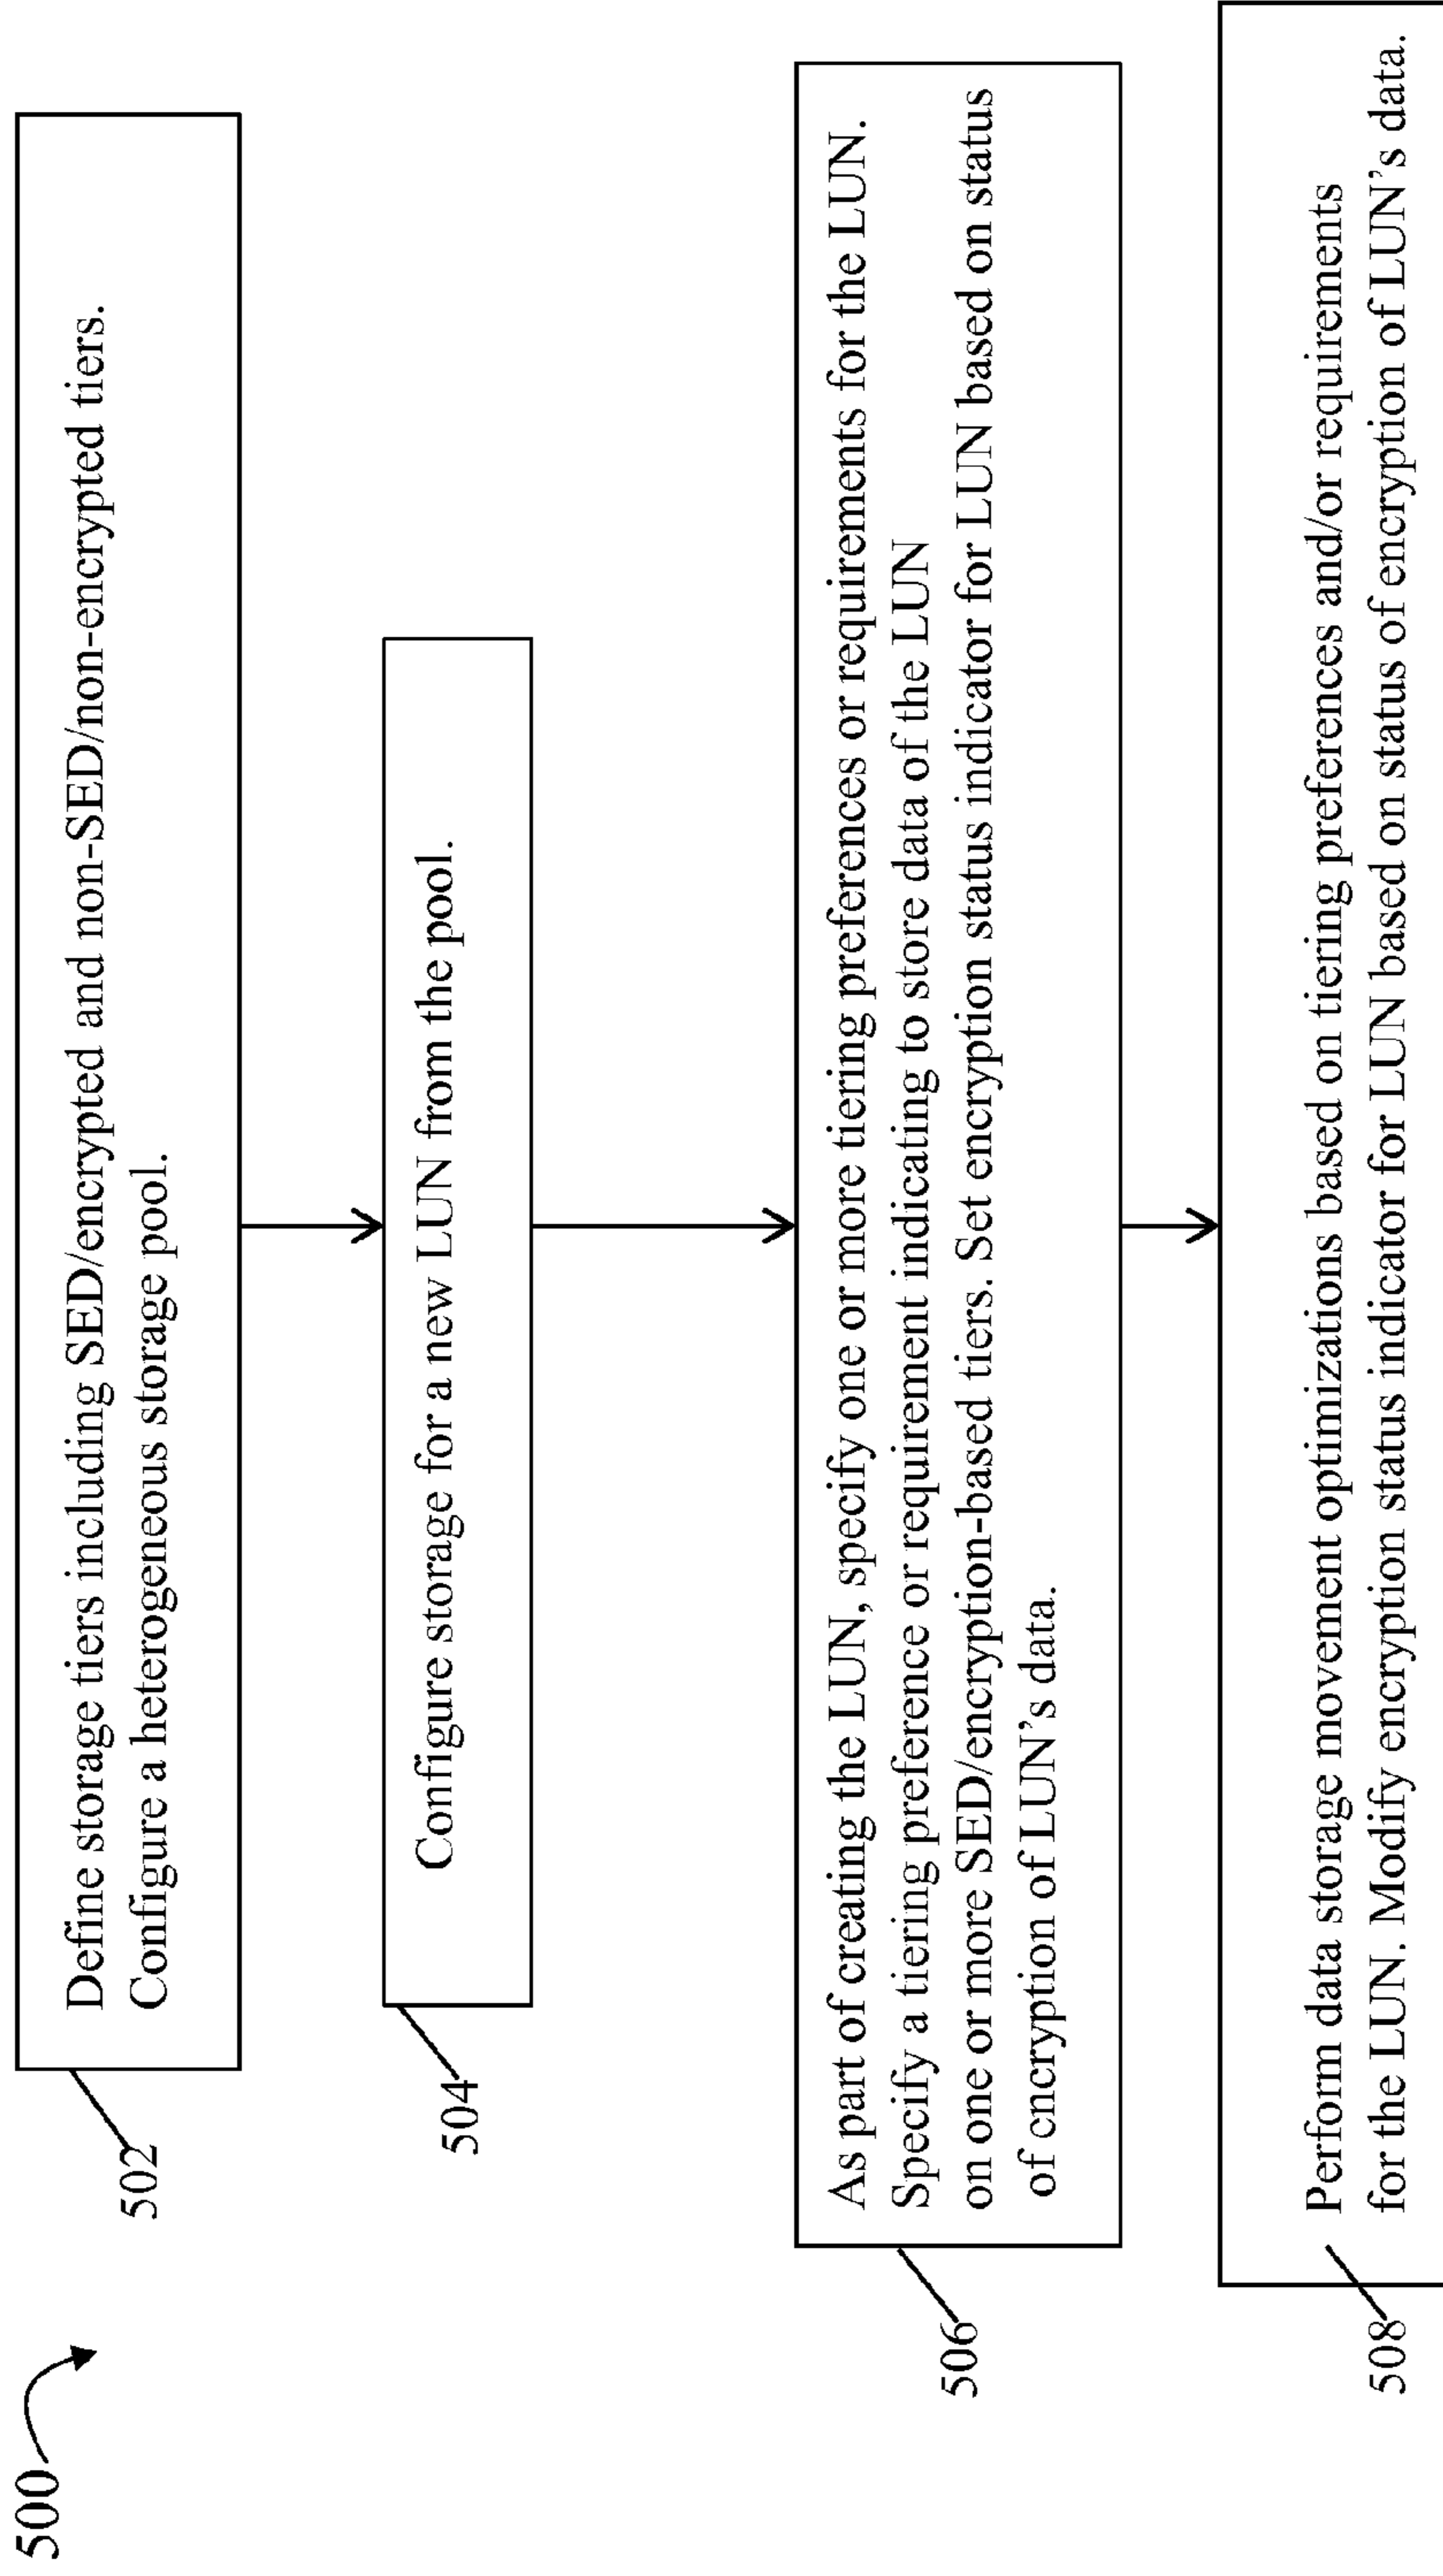 500
502
Define storage tiers including SED/encrypted and non-SED/non-encrypted tiers.
Configure a heterogeneous storage pool.
504
Configure storage for a new LUN from the pool.
506
As part of creating the LUN, specify one or more tiering preferences or requirements for the LUN.
Specify a tiering preference or requirement indicating to store data of the LUN
on one or more SED/encryption-based tiers. Set encryption status indicator for LUN based on status
of encryption of LUN’s data.
508
Perform data storage movement optimizations based on tiering preferences and/or requirements
for the LUN. Modify encryption status indicator for LUN based on status of encryption of LUN’s data.